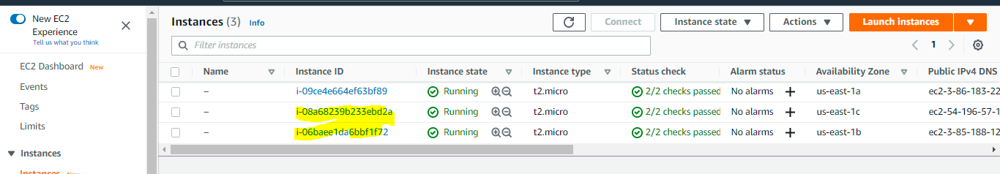 New EC2
Experience
Tell us what you think
EC2 Dashboard New
Events
Tags
Limits
Instances
Instances New
Instances (3) Info
Connect
Instance state
Actions
Launch instances
Filter instances
1
Name Instance ID Instance state Instance type Status check Alarm status Availability Zone Public IPv4 DNS
– i-09ce4e664ef63bf89 Running t2.micro 2/2 checks passed No alarms + us-east-1a ec2-3-86-183-22
– i-08a68239b233ebd2a Running t2.micro 2/2 checks passed No alarms + us-east-1c ec2-54-196-57-1
– i-06baee1da6bbf1f72 Running t2.micro 2/2 checks passed No alarms + us-east-1b ec2-3-85-188-12